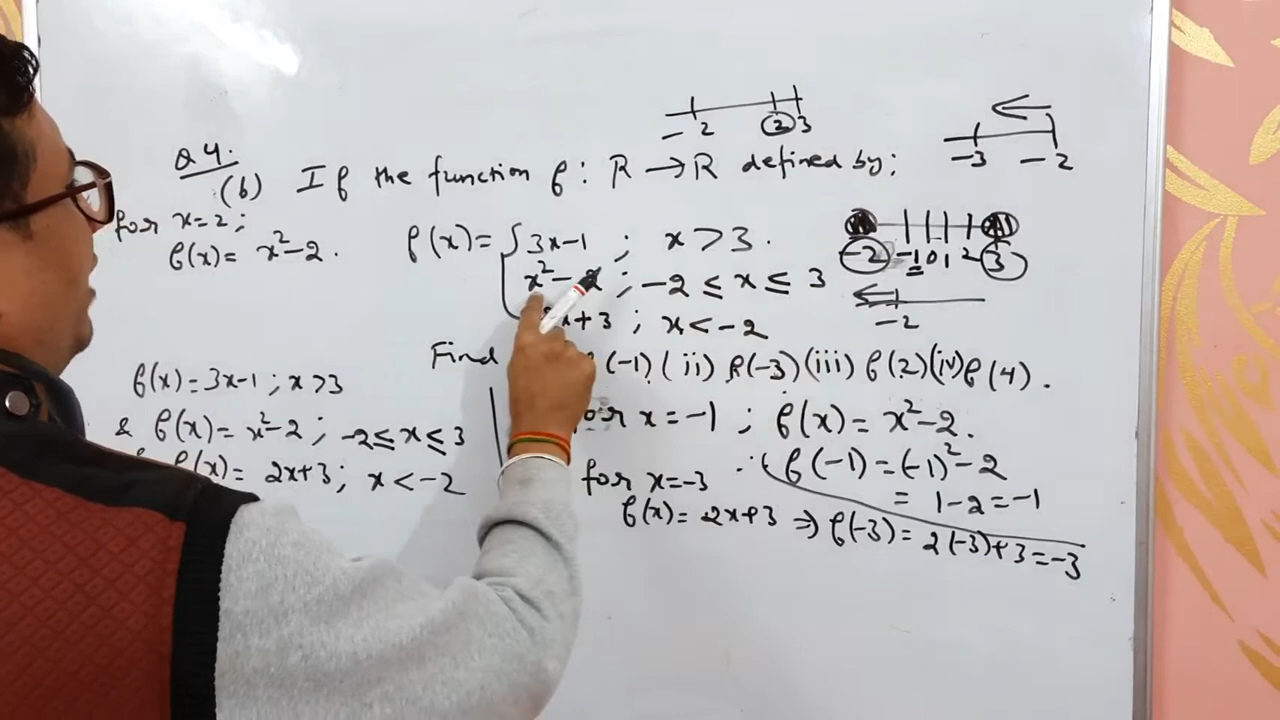 -2 2 3
-3 -2
Q 4.
(b) If the function f : R → R defined by;
for x=2;
f(x) = x²-2.
f(x) = { 3x-1 ; x > 3.
x² - 2 ; -2 ≤ x ≤ 3
x+3 ; x < -2
-2 -1 0 1 2 3
-2
Find (-1) (ii) f(-3) (iii) f(2) (iv) f(4).
f(x) = 3x-1 ; x>3
& f(x) = x²-2 ; -2 ≤ x ≤ 3
f(x) = 2x+3 ; x < -2
for x = -1 ; f(x) = x²-2.
f(-1) = (-1)² - 2
= 1-2 = -1
for x=-3
f(x) = 2x+3 ⇒ f(-3) = 2(-3)+3 = -3